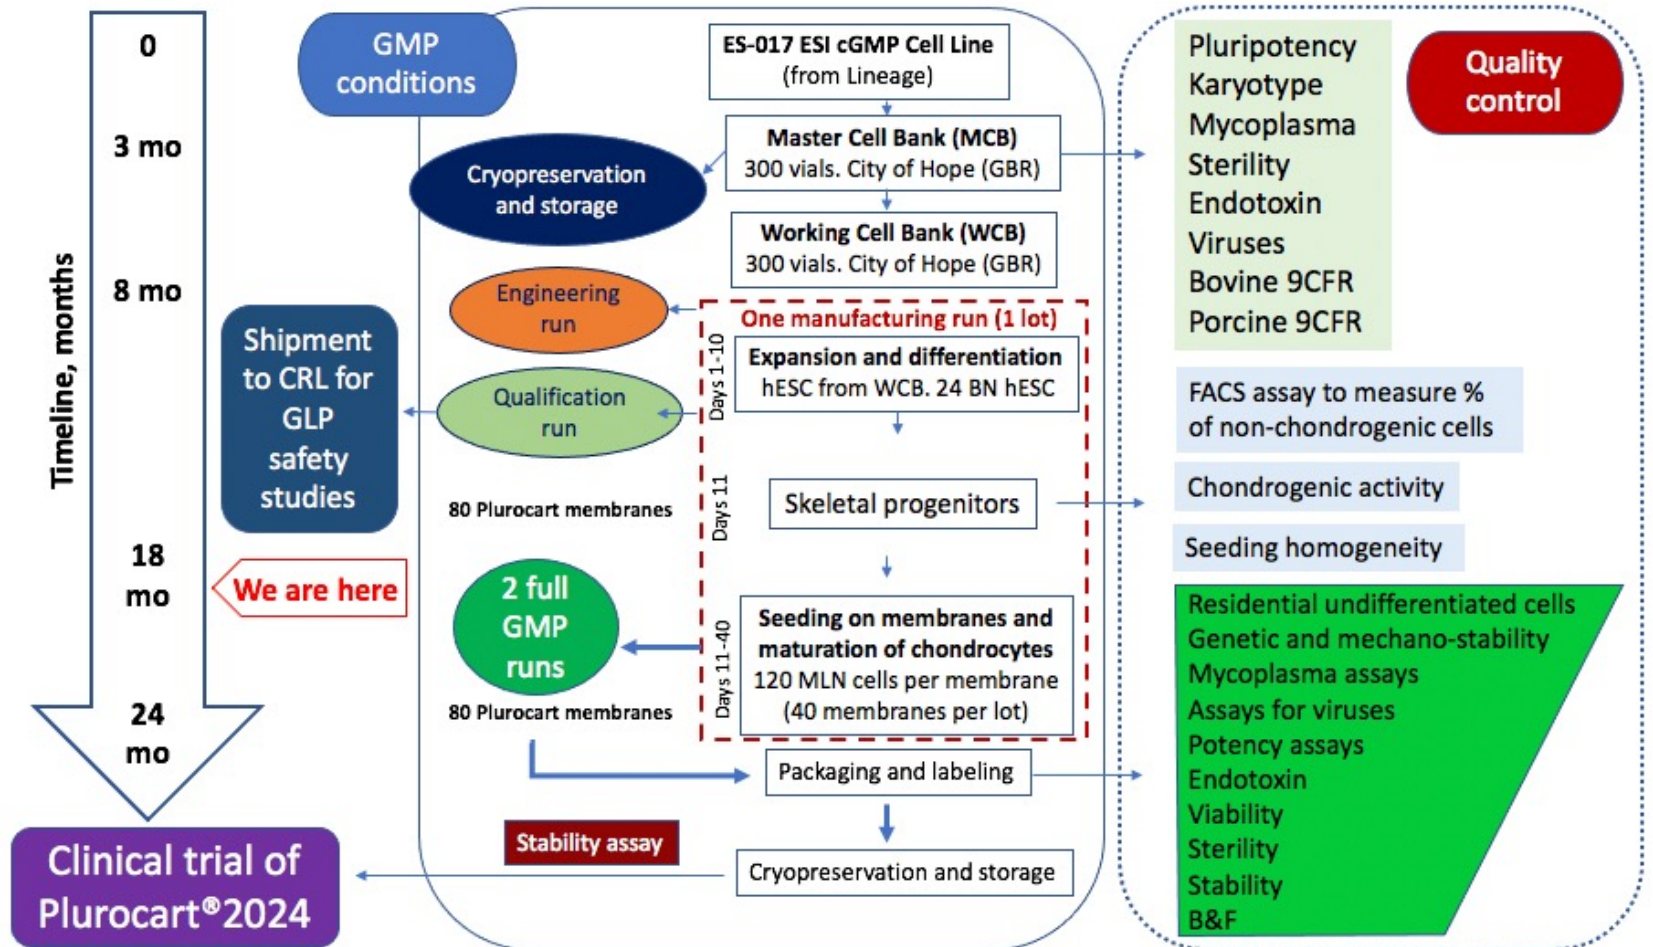 Timeline, months
0
3 mo
8 mo
18
mo
24
mo
We are here
Clinical trial of
Plurocart®2024
GMP
conditions
Shipment
to CRL for
GLP
safety
studies
Cryopreservation
and storage
Engineering
run
Qualification
run
80 Plurocart membranes
2 full
GMP
runs
80 Plurocart membranes
Stability assay
ES-017 ESI cGMP Cell Line
(from Lineage)
Master Cell Bank (MCB)
300 vials. City of Hope (GBR)
Working Cell Bank (WCB)
300 vials. City of Hope (GBR)
One manufacturing run (1 lot)
Days 1-10
Expansion and differentiation
hESC from WCB. 24 BN hESC
Days 11
Skeletal progenitors
Days 11-40
Seeding on membranes and
maturation of chondrocytes
120 MLN cells per membrane
(40 membranes per lot)
Packaging and labeling
Cryopreservation and storage
Quality
control
Pluripotency
Karyotype
Mycoplasma
Sterility
Endotoxin
Viruses
Bovine 9CFR
Porcine 9CFR
FACS assay to measure %
of non-chondrogenic cells
Chondrogenic activity
Seeding homogeneity
Residential undifferentiated cells
Genetic and mechano-stability
Mycoplasma assays
Assays for viruses
Potency assays
Endotoxin
Viability
Sterility
Stability
B&F